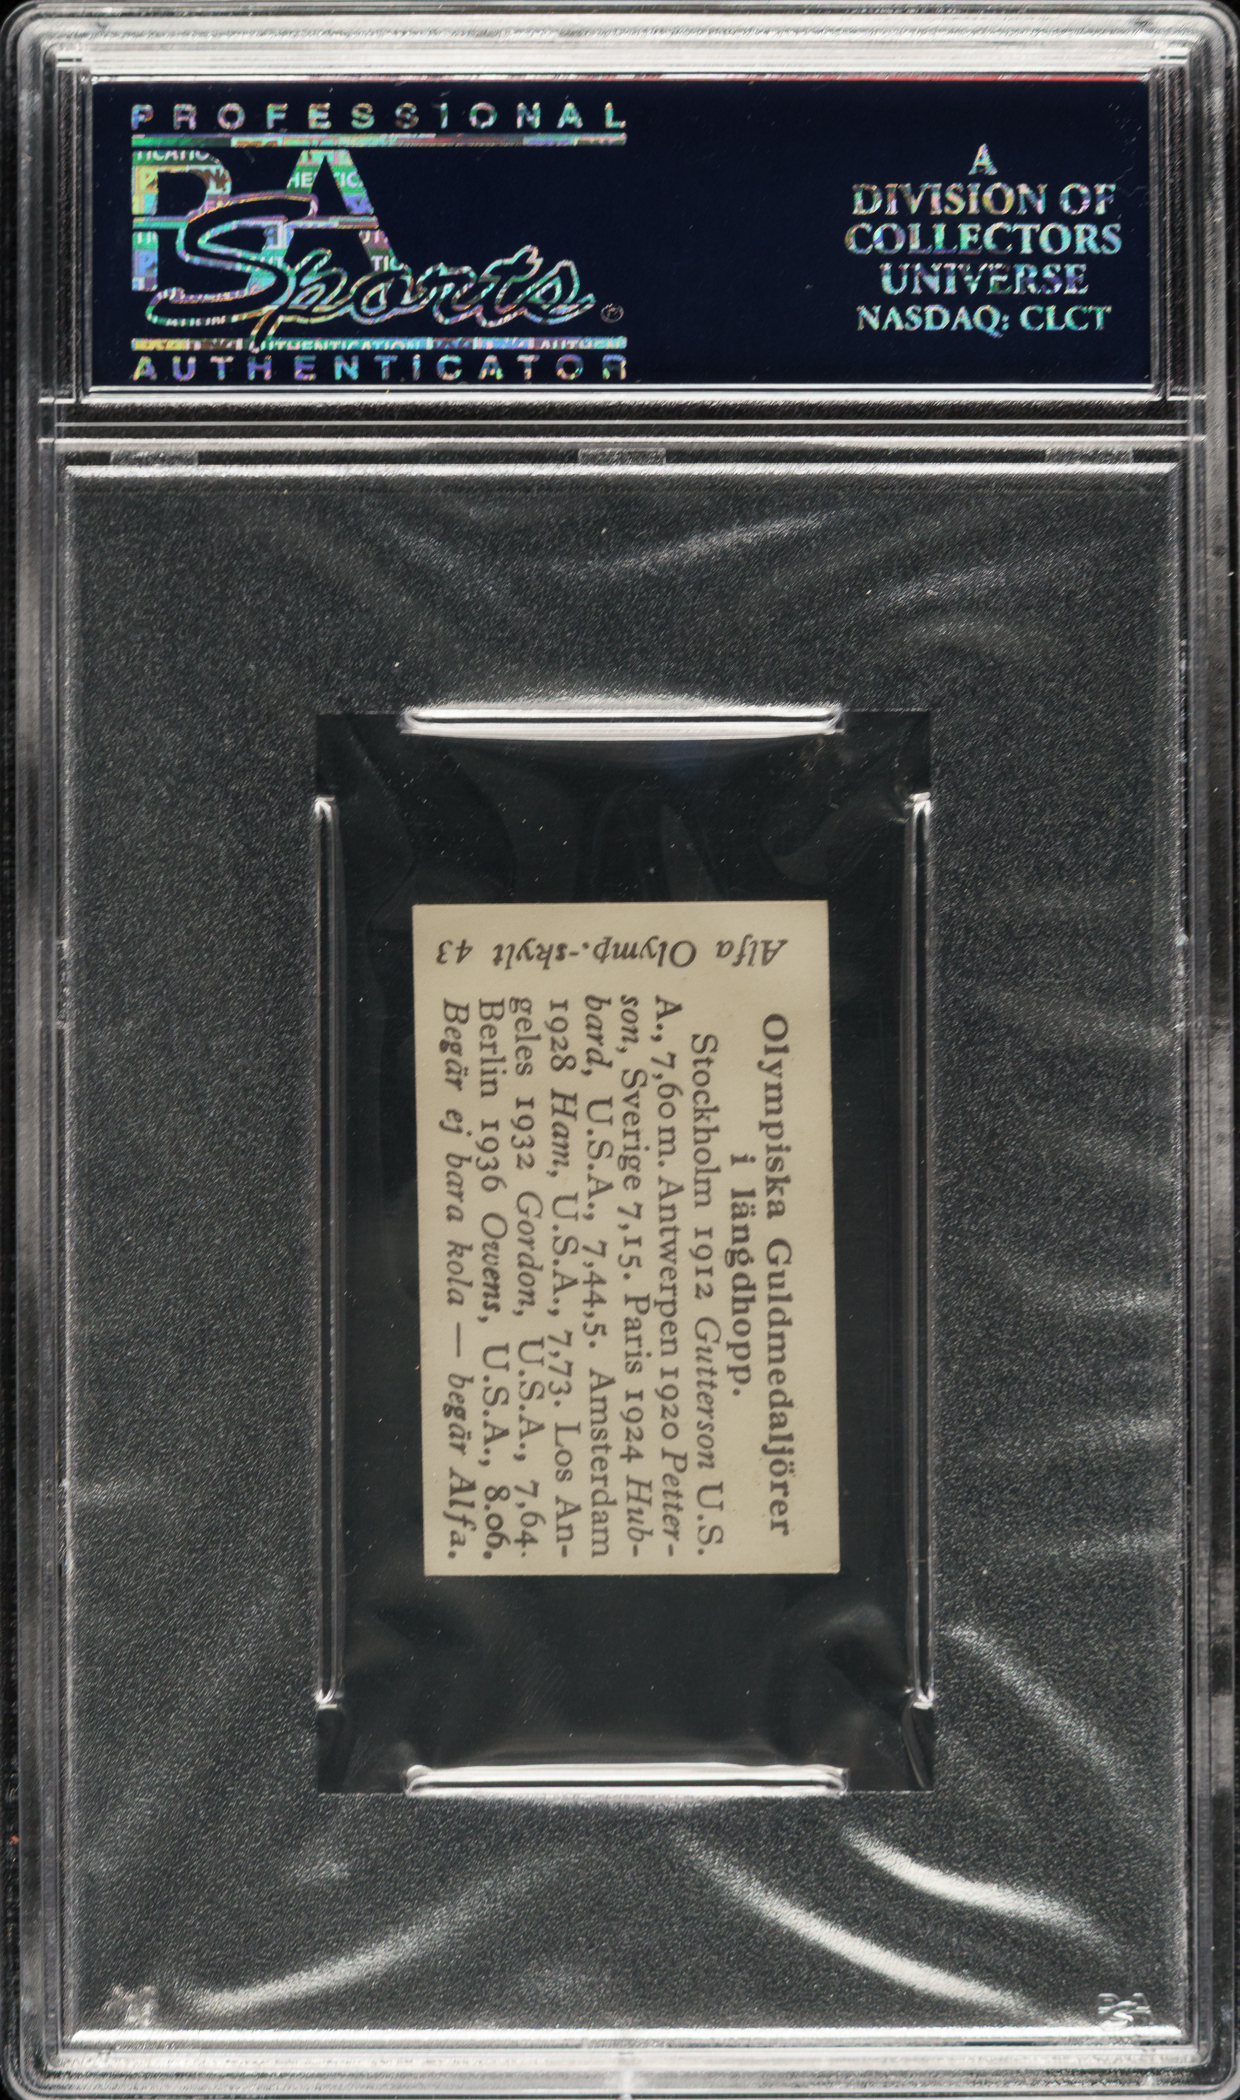 PROFESSIONAL
PSA
Sports®
AUTHENTICATOR
A
DIVISION OF
COLLECTORS
UNIVERSE
NASDAQ: CLCT
Alfa Olymp.-skylt 43
Olympiska Guldmedaljörer
i längdhopp.
Stockholm 1912 Gutterson U.S.
A., 7,60 m. Antwerpen 1920 Petter-
son, Sverige 7,15. Paris 1924 Hub-
bard, U.S.A., 7,44,5. Amsterdam
1928 Ham, U.S.A., 7,73. Los An-
geles 1932 Gordon, U.S.A., 7,64.
Berlin 1936 Owens, U.S.A., 8.06.
Begär ej bara kola — begär Alfa.
PSA